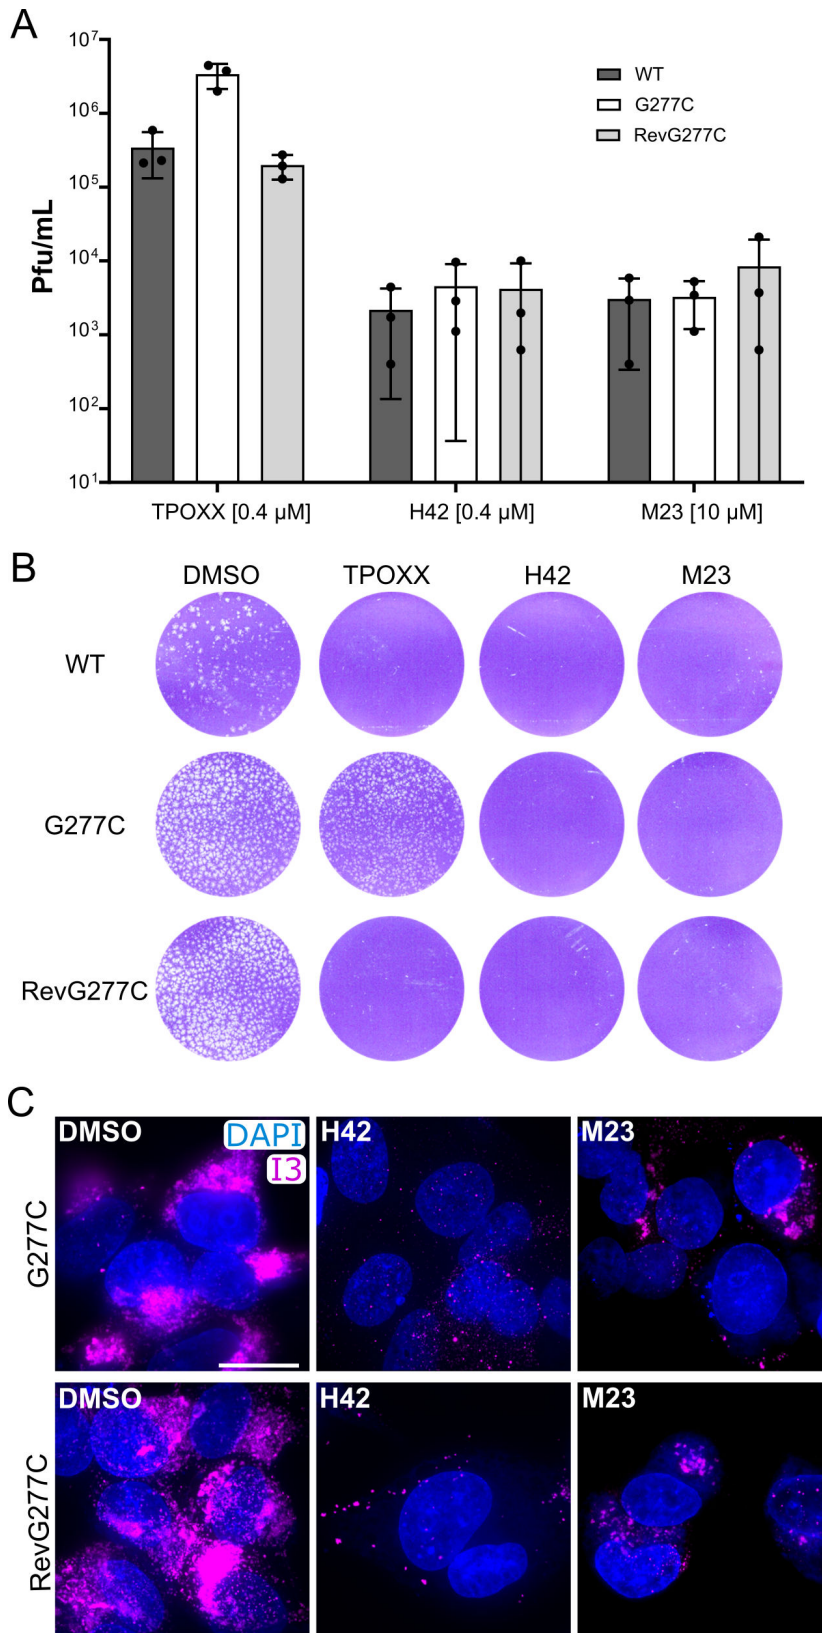 A
10⁷
10⁶
10⁵
10⁴
10³
10²
10¹
Pfu/mL
WT
G277C
RevG277C
TPOXX [0.4 µM]
H42 [0.4 µM]
M23 [10 µM]
B
DMSO
TPOXX
H42
M23
WT
G277C
RevG277C
C
DMSO
DAPI
I3
H42
M23
G277C
DMSO
H42
M23
RevG277C